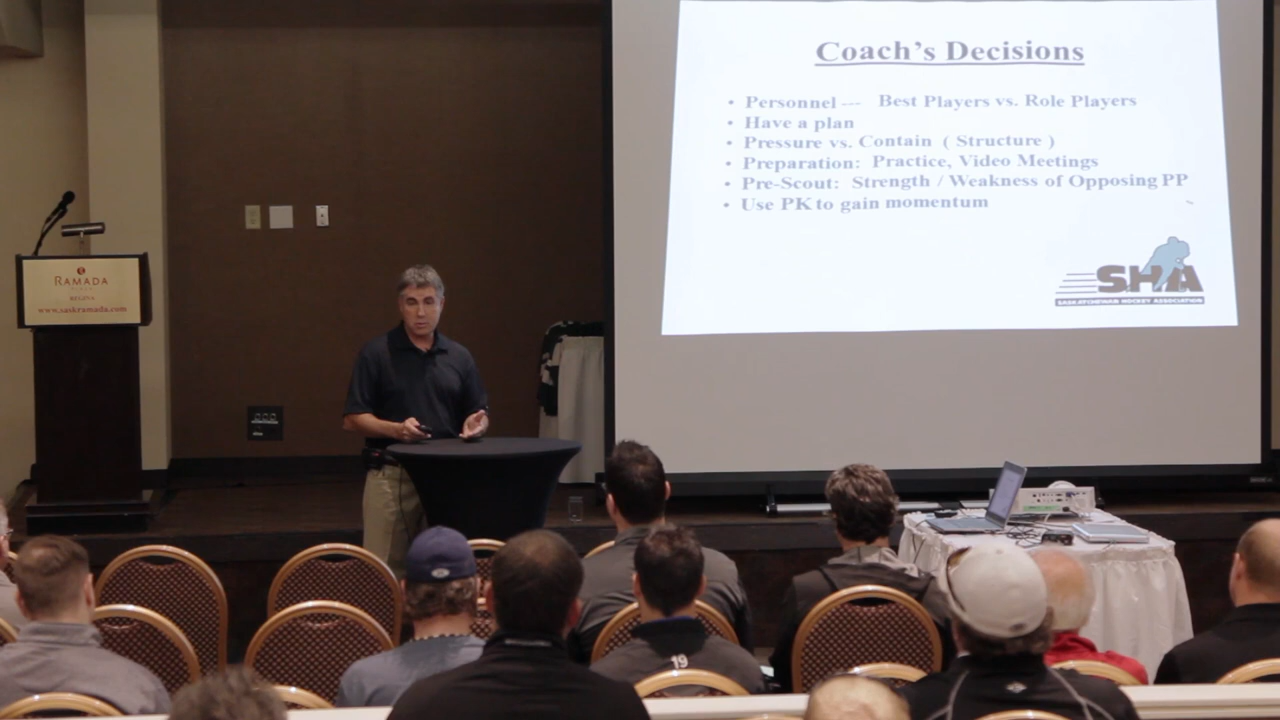 Coach's Decisions
• Personnel --- Best Players vs. Role Players
• Have a plan
• Pressure vs. Contain ( Structure )
• Preparation: Practice, Video Meetings
• Pre-Scout: Strength / Weakness of Opposing PP
• Use PK to gain momentum
SHA
SASKATCHEWAN HOCKEY ASSOCIATION
RAMADA
PLAZA
REGINA
www.saskramada.com
19